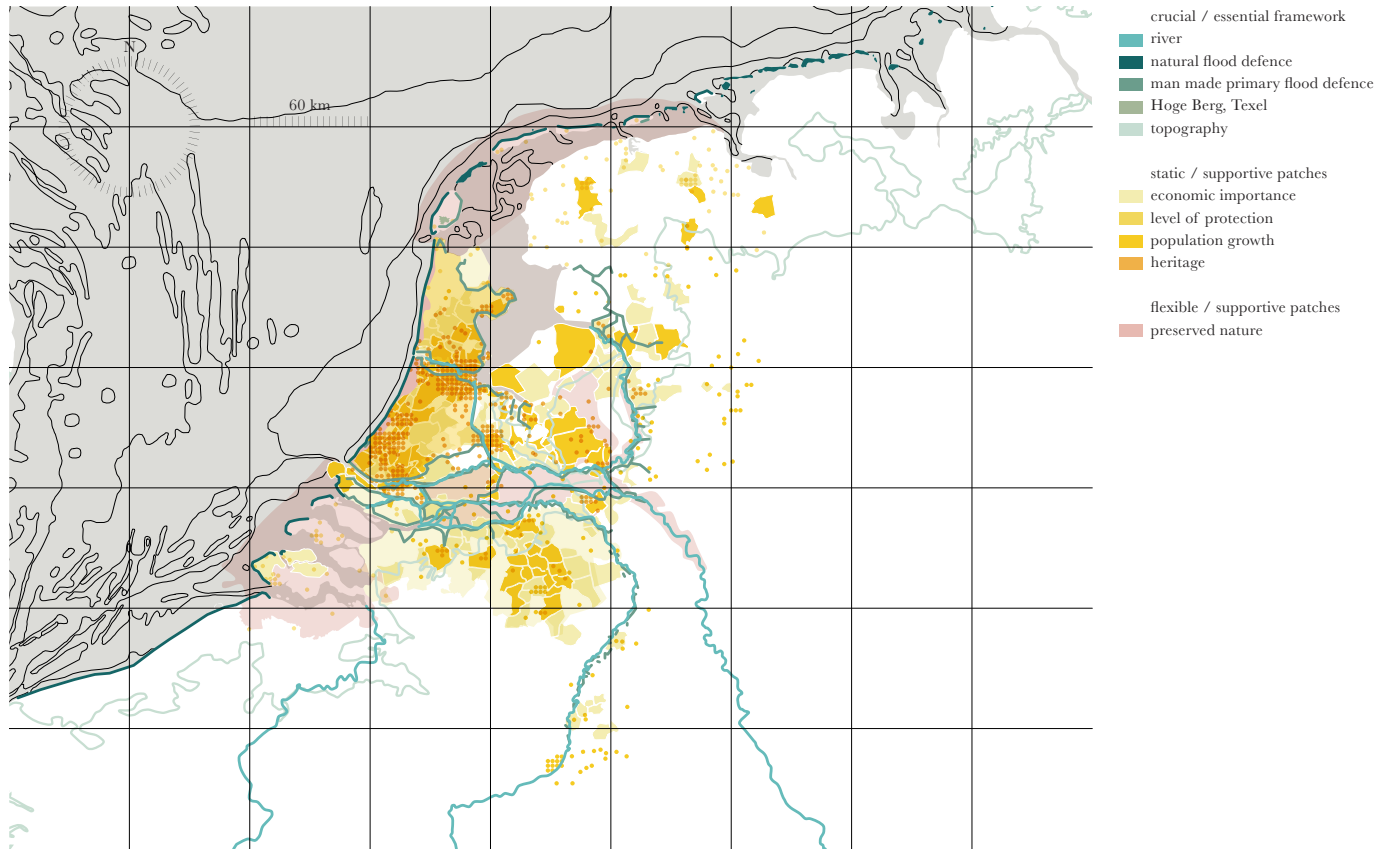 N
60 km
crucial / essential framework
river
natural flood defence
man made primary flood defence
Hoge Berg, Texel
topography
static / supportive patches
economic importance
level of protection
population growth
heritage
flexible / supportive patches
preserved nature